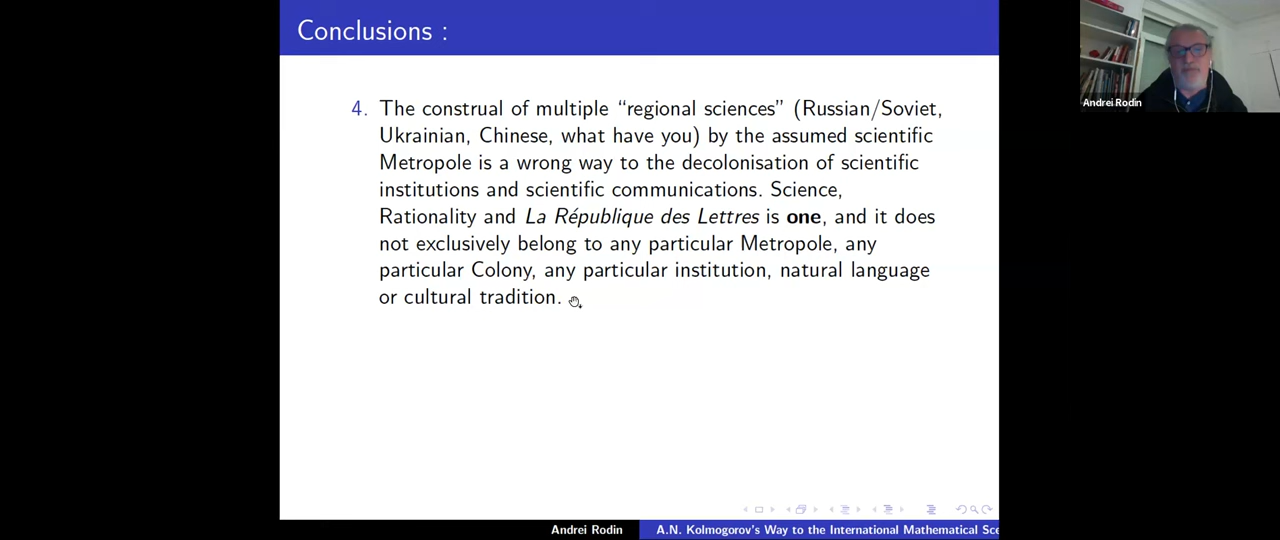 Conclusions :
4. The construal of multiple “regional sciences” (Russian/Soviet,
Ukrainian, Chinese, what have you) by the assumed scientific
Metropole is a wrong way to the decolonisation of scientific
institutions and scientific communications. Science,
Rationality and La République des Lettres is one, and it does
not exclusively belong to any particular Metropole, any
particular Colony, any particular institution, natural language
or cultural tradition.
Andrei Rodin
Andrei Rodin
A.N. Kolmogorov's Way to the International Mathematical Sce